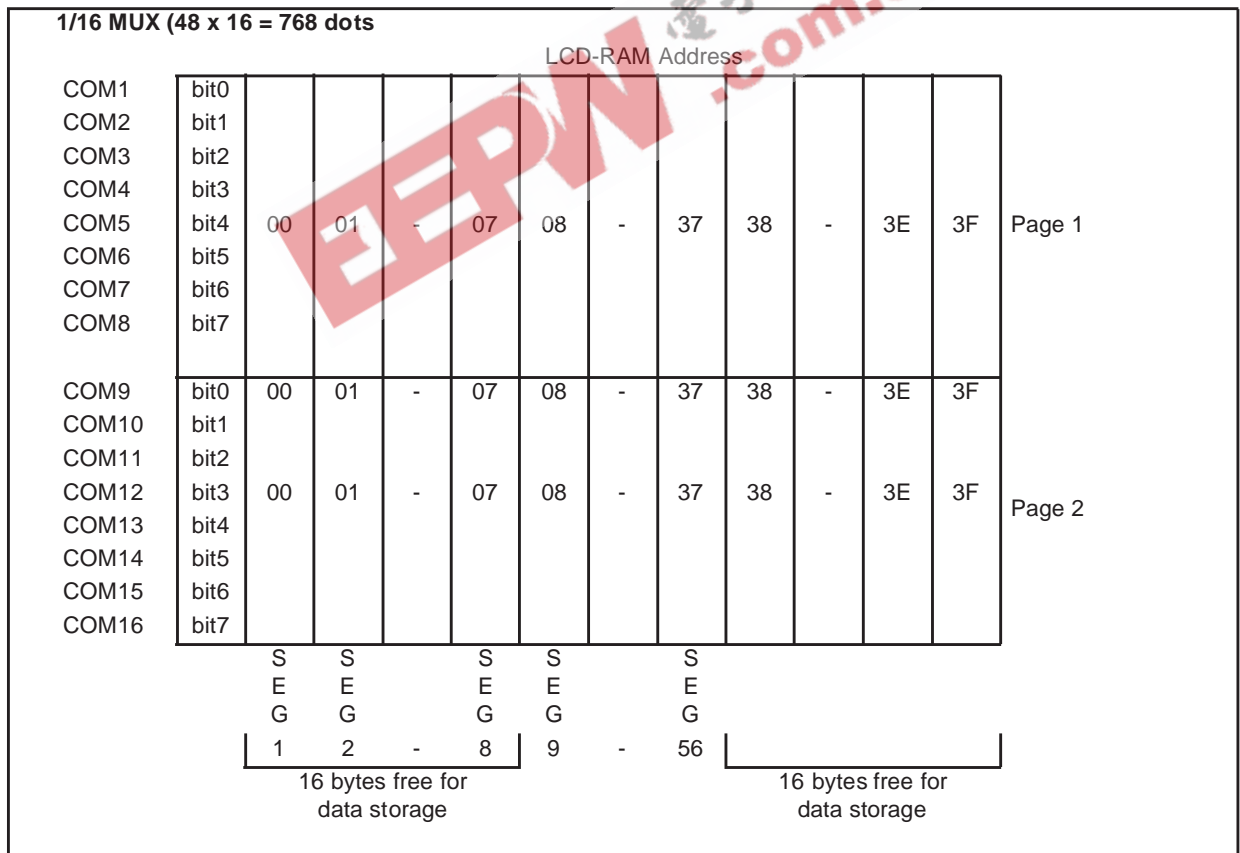 1/16 MUX (48 x 16 = 768 dots
LCD-RAM Address
COM1 bit0
COM2 bit1
COM3 bit2
COM4 bit3
COM5 bit4 00 01 - 07 08 - 37 38 - 3E 3F Page 1
COM6 bit5
COM7 bit6
COM8 bit7
COM9 bit0 00 01 - 07 08 - 37 38 - 3E 3F
COM10 bit1
COM11 bit2
COM12 bit3 00 01 - 07 08 - 37 38 - 3E 3F
Page 2
COM13 bit4
COM14 bit5
COM15 bit6
COM16 bit7
S S S S S
E E E E E
G G G G G
1 2 - 8 9 - 56
16 bytes free for 16 bytes free for
data storage data storage
EEPW .com.